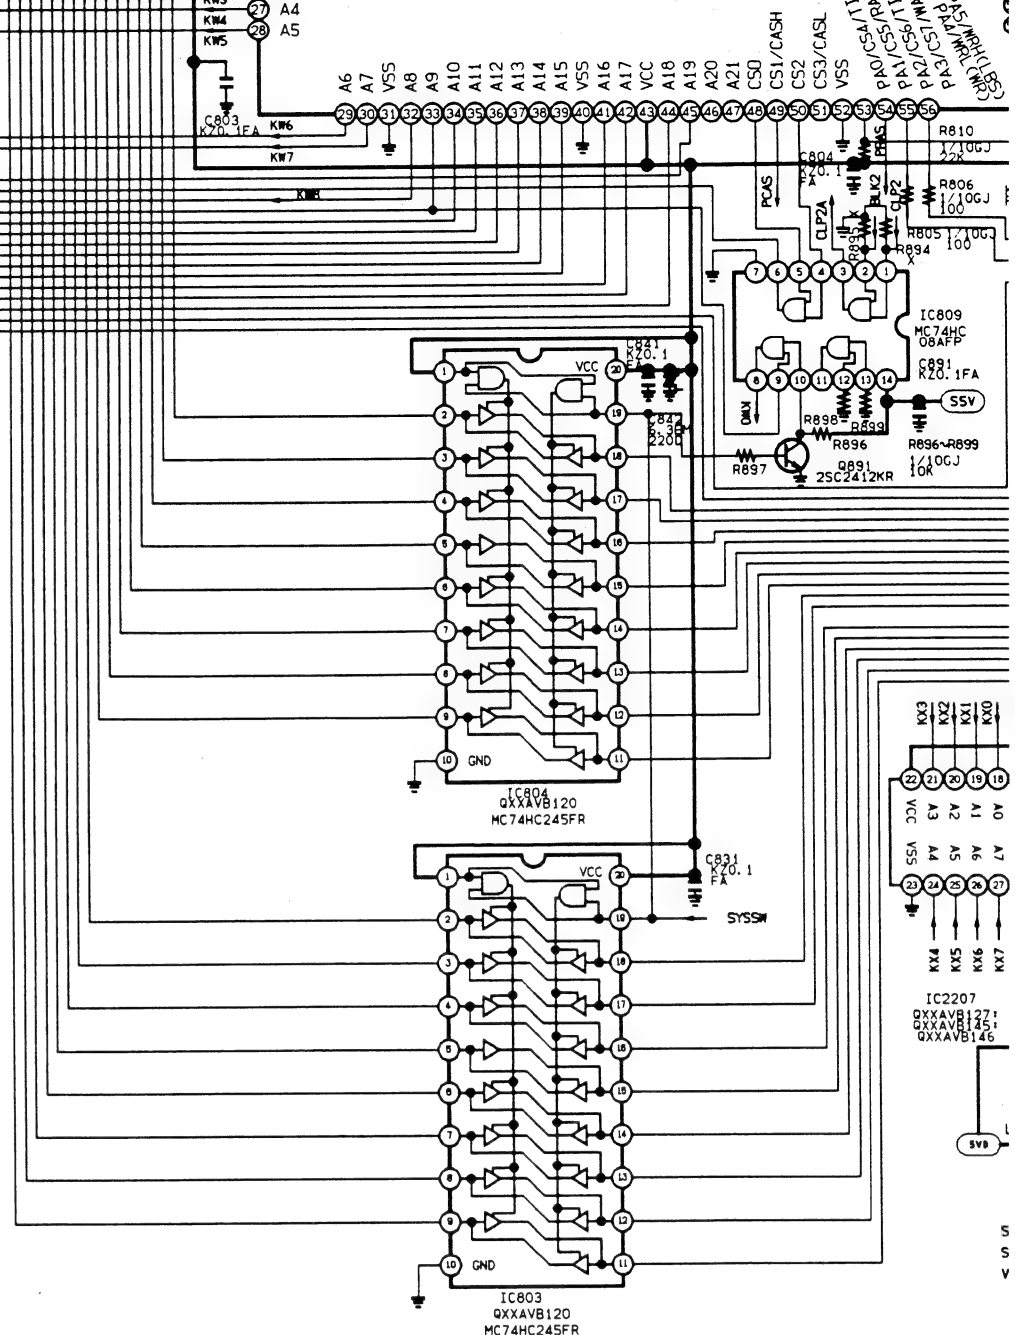 27 A4
KW4
28 A5
KW5
A6 A7 VSS A8 A9 A10 A11 A12 A13 A14 A15 VSS A16 A17 VCC A18 A19 A20 A21 CS0 CS1/CASH CS2 CS3/CASL VSS
29 30 31 32 33 34 35 36 37 38 39 40 41 42 43 44 45 46 47 48 49 50 51 52 53 54 55 56
C803
KZ0.1FA
KW6
KW7
KW8
C804
KZ0.1
FA
PCAS
CLP2A
BLK2
CLP2
R810
1/10GJ
22K
R806
1/10GJ
100
R805 1/10GJ
100
R894
X
7 6 5 4 3 2 1
IC809
MC74HC
08AFP
C891
KZ0.1FA
8 9 10 11 12 13 14
S5V
R898
R899
R896
R897
Q891
2SC2412KR
R896~R899
1/10GJ
10K
C841
KZ0.1
FA
220D
VCC
1 20
2 19
3 18
4 17
5 16
6 15
7 14
8 13
9 12
10 GND 11
IC804
QXXAVB120
MC74HC245FR
KX3 KX2 KX1 KX0
22 21 20 19 18
VCC A3 A2 A1 A0
VSS A4 A5 A6 A7
23 24 25 26 27
KX4 KX5 KX6 KX7
IC2207
QXXAVB127:
QXXAVB145:
QXXAVB146
C831
KZ0.1
FA
SYSSW
VCC
1 20
2 19
3 18
4 17
5 16
6 15
7 14
8 13
9 12
10 GND 11
IC803
QXXAVB120
MC74HC245FR